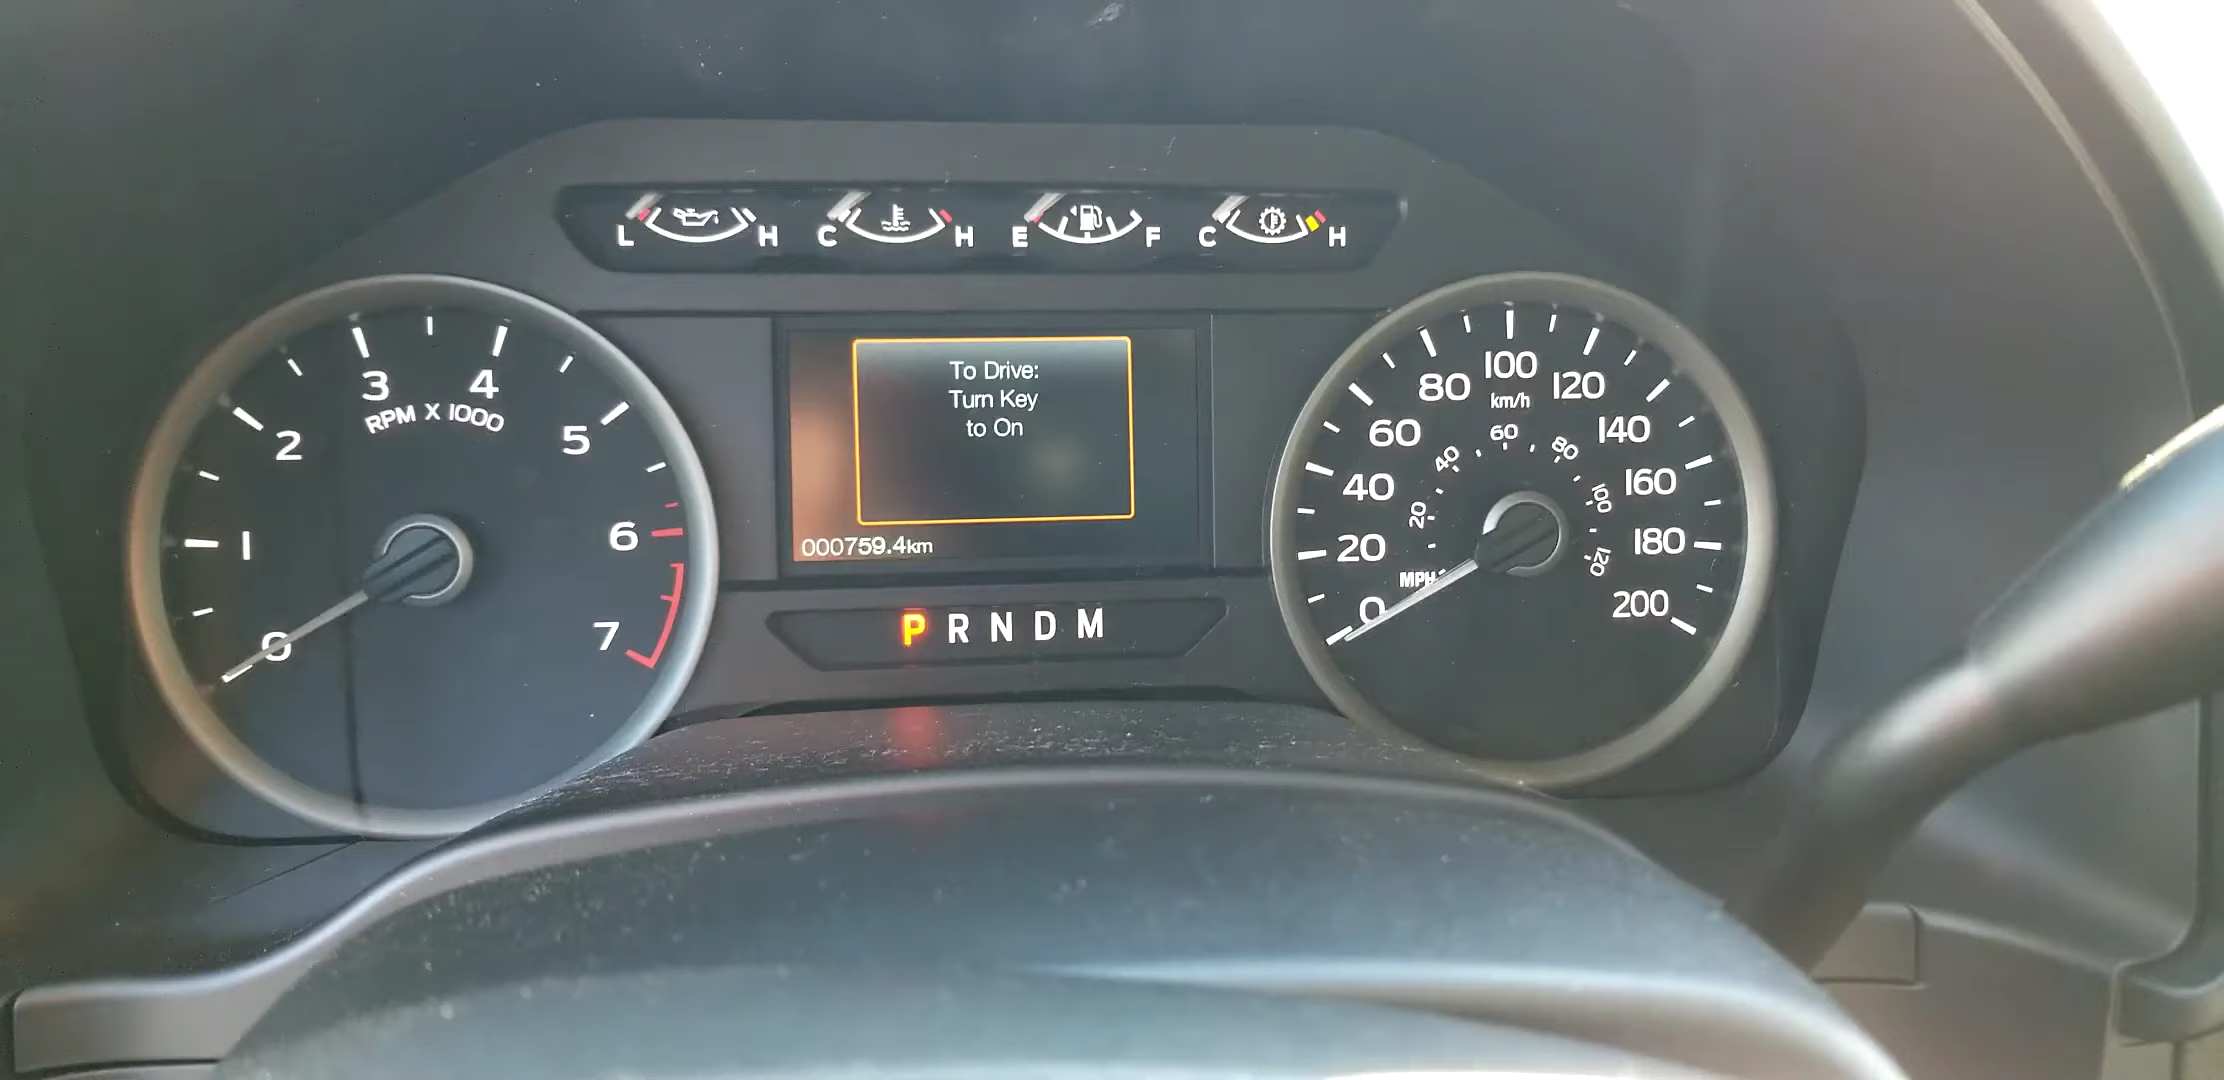 L H C H E F C H
3 4
RPM X 1000
2 5
1 6
0 7
To Drive:
Turn Key
to On
000759.4km
P R N D M
100
80 120
km/h
60 140
40 160
20 180
0 200
60
40 80
20 100
120
MPH